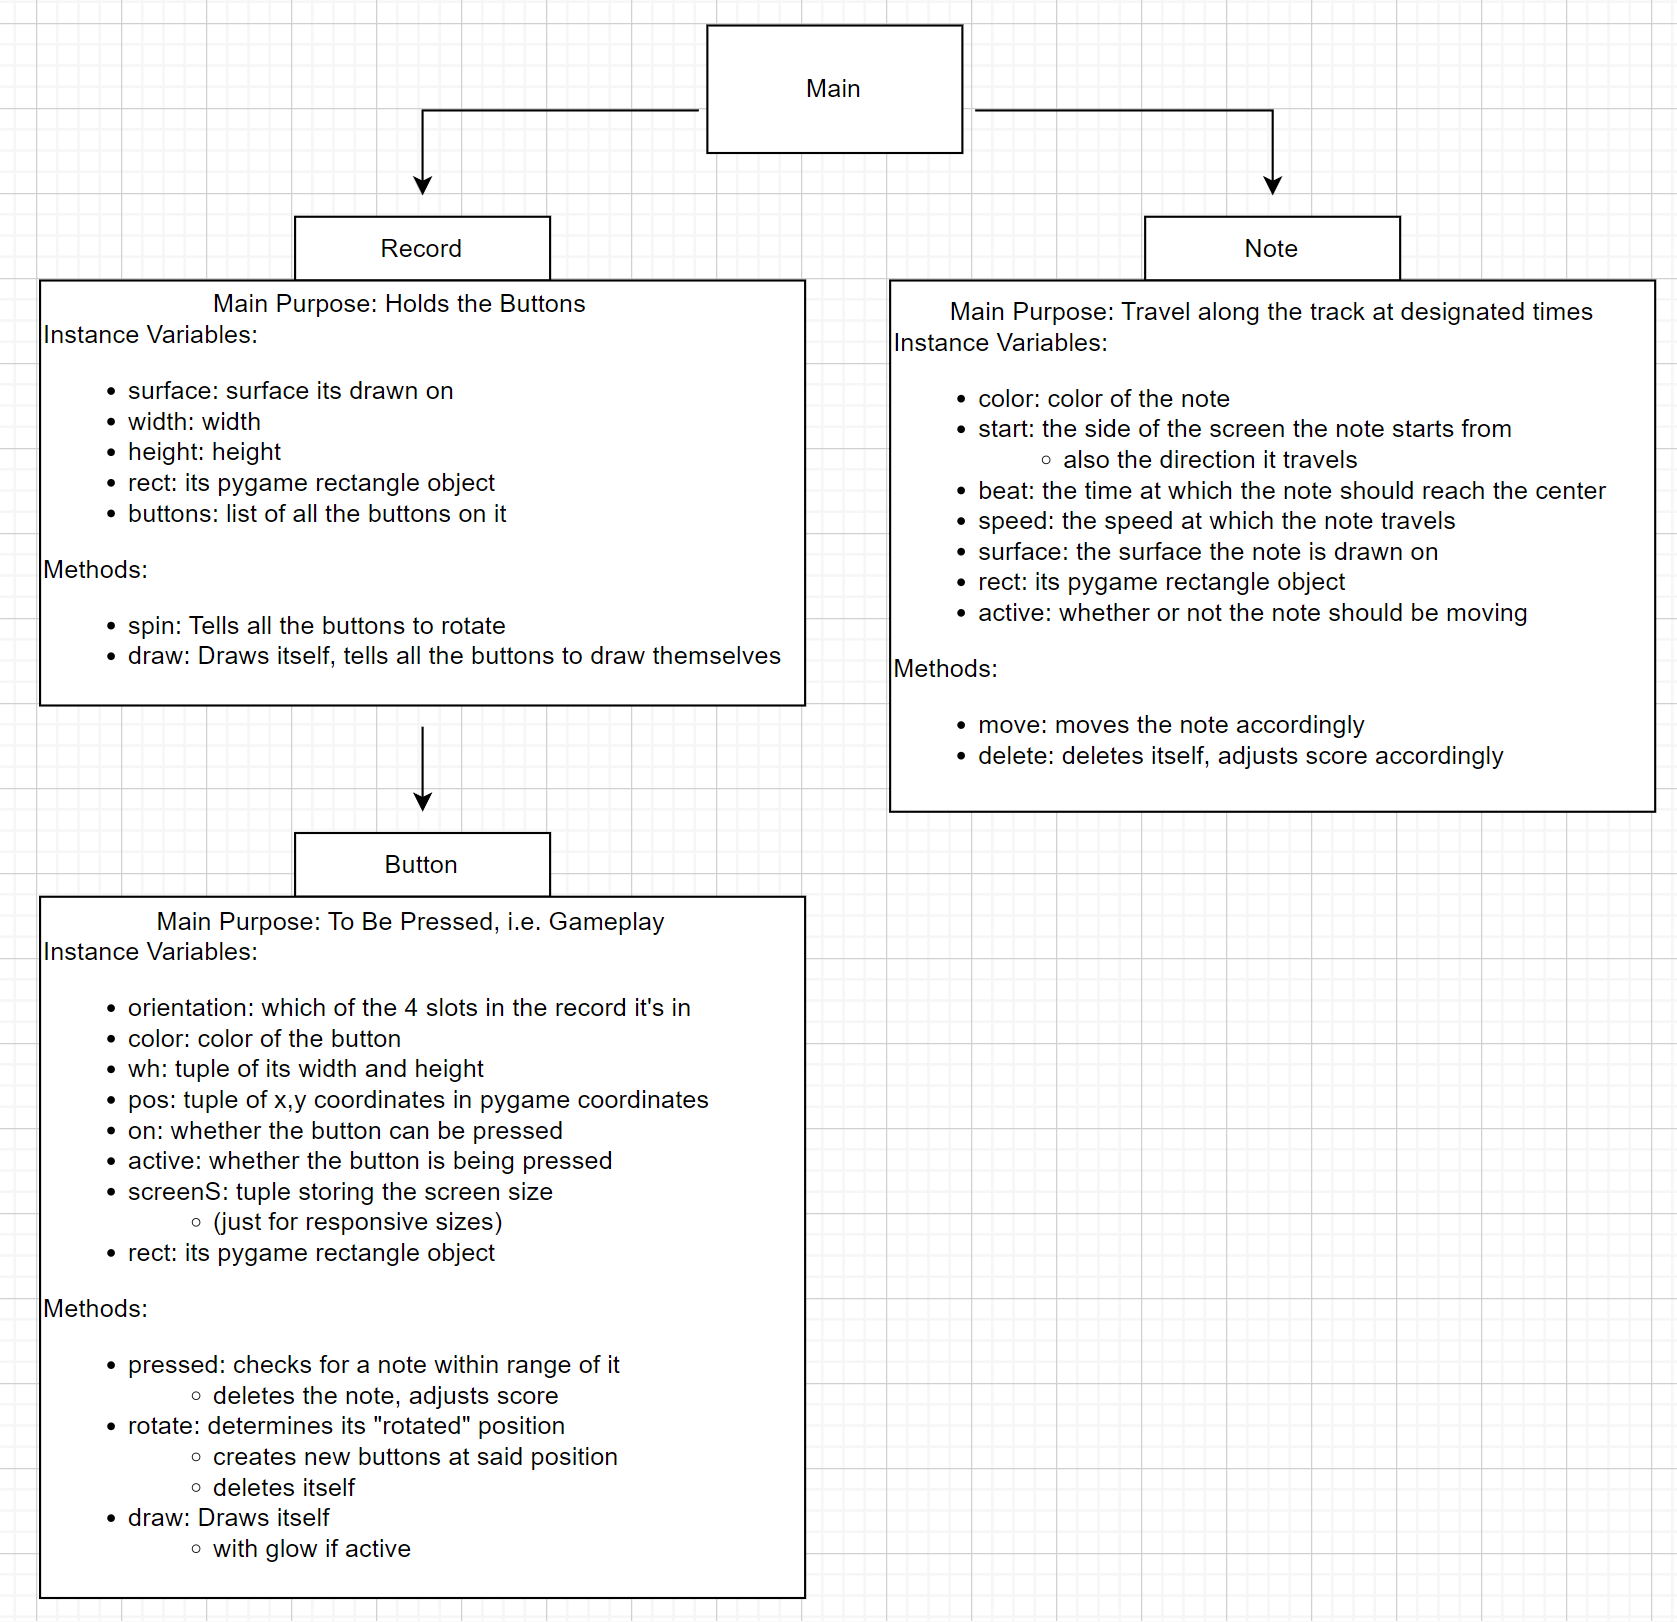 Main
Record
Main Purpose: Holds the Buttons
Instance Variables:
surface: surface its drawn on
width: width
height: height
rect: its pygame rectangle object
buttons: list of all the buttons on it
Methods:
spin: Tells all the buttons to rotate
draw: Draws itself, tells all the buttons to draw themselves
Note
Main Purpose: Travel along the track at designated times
Instance Variables:
color: color of the note
start: the side of the screen the note starts from
also the direction it travels
beat: the time at which the note should reach the center
speed: the speed at which the note travels
surface: the surface the note is drawn on
rect: its pygame rectangle object
active: whether or not the note should be moving
Methods:
move: moves the note accordingly
delete: deletes itself, adjusts score accordingly
Button
Main Purpose: To Be Pressed, i.e. Gameplay
Instance Variables:
orientation: which of the 4 slots in the record it's in
color: color of the button
wh: tuple of its width and height
pos: tuple of x,y coordinates in pygame coordinates
on: whether the button can be pressed
active: whether the button is being pressed
screenS: tuple storing the screen size
(just for responsive sizes)
rect: its pygame rectangle object
Methods:
pressed: checks for a note within range of it
deletes the note, adjusts score
rotate: determines its "rotated" position
creates new buttons at said position
deletes itself
draw: Draws itself
with glow if active